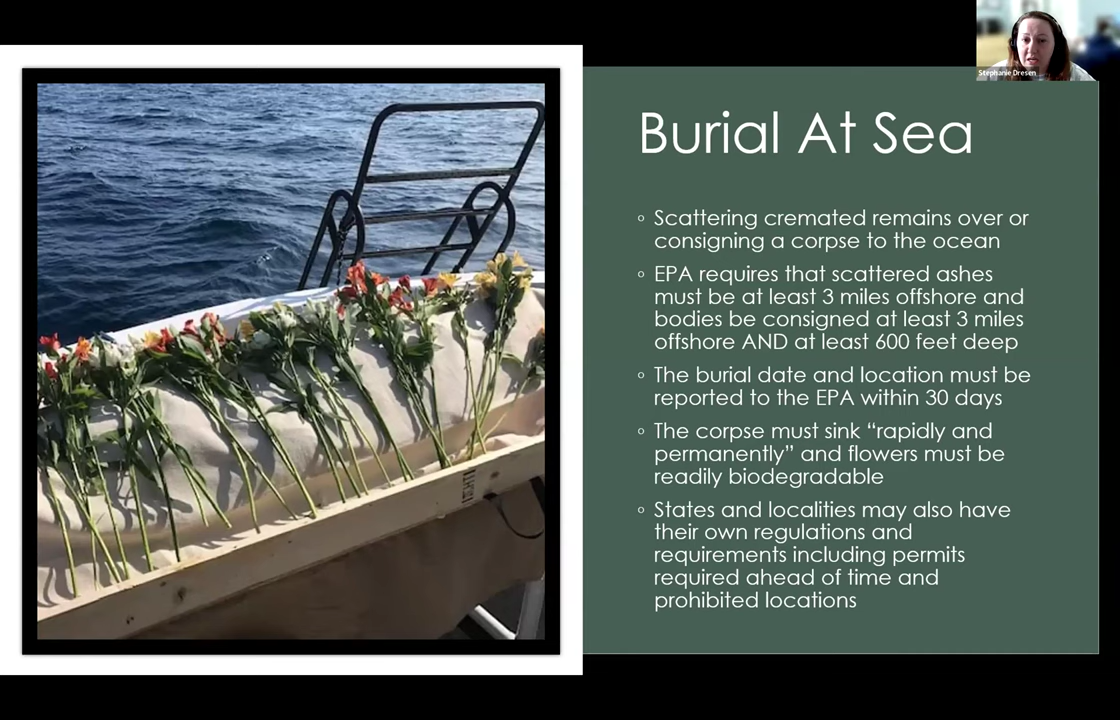 Stephanie Dresen
Burial At Sea
◦ Scattering cremated remains over or
consigning a corpse to the ocean
◦ EPA requires that scattered ashes
must be at least 3 miles offshore and
bodies be consigned at least 3 miles
offshore AND at least 600 feet deep
◦ The burial date and location must be
reported to the EPA within 30 days
◦ The corpse must sink “rapidly and
permanently” and flowers must be
readily biodegradable
◦ States and localities may also have
their own regulations and
requirements including permits
required ahead of time and
prohibited locations